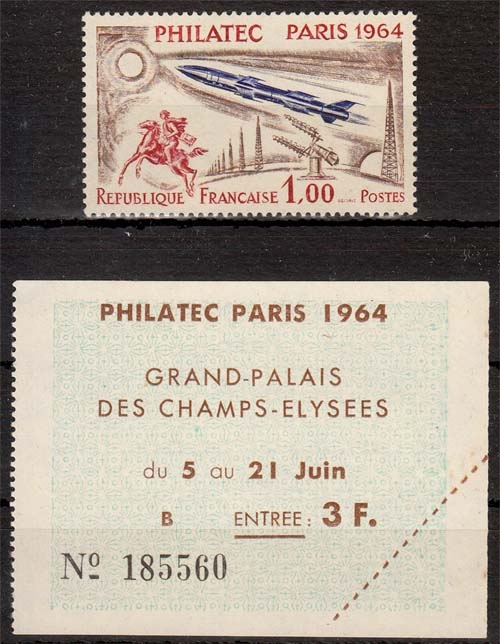 PHILATEC PARIS 1964
REPUBLIQUE FRANCAISE 1,00 POSTES
PHILATEC PARIS 1964
GRAND-PALAIS
DES CHAMPS-ELYSEES
du 5 au 21 Juin
B ENTREE: 3 F.
Nº 185560